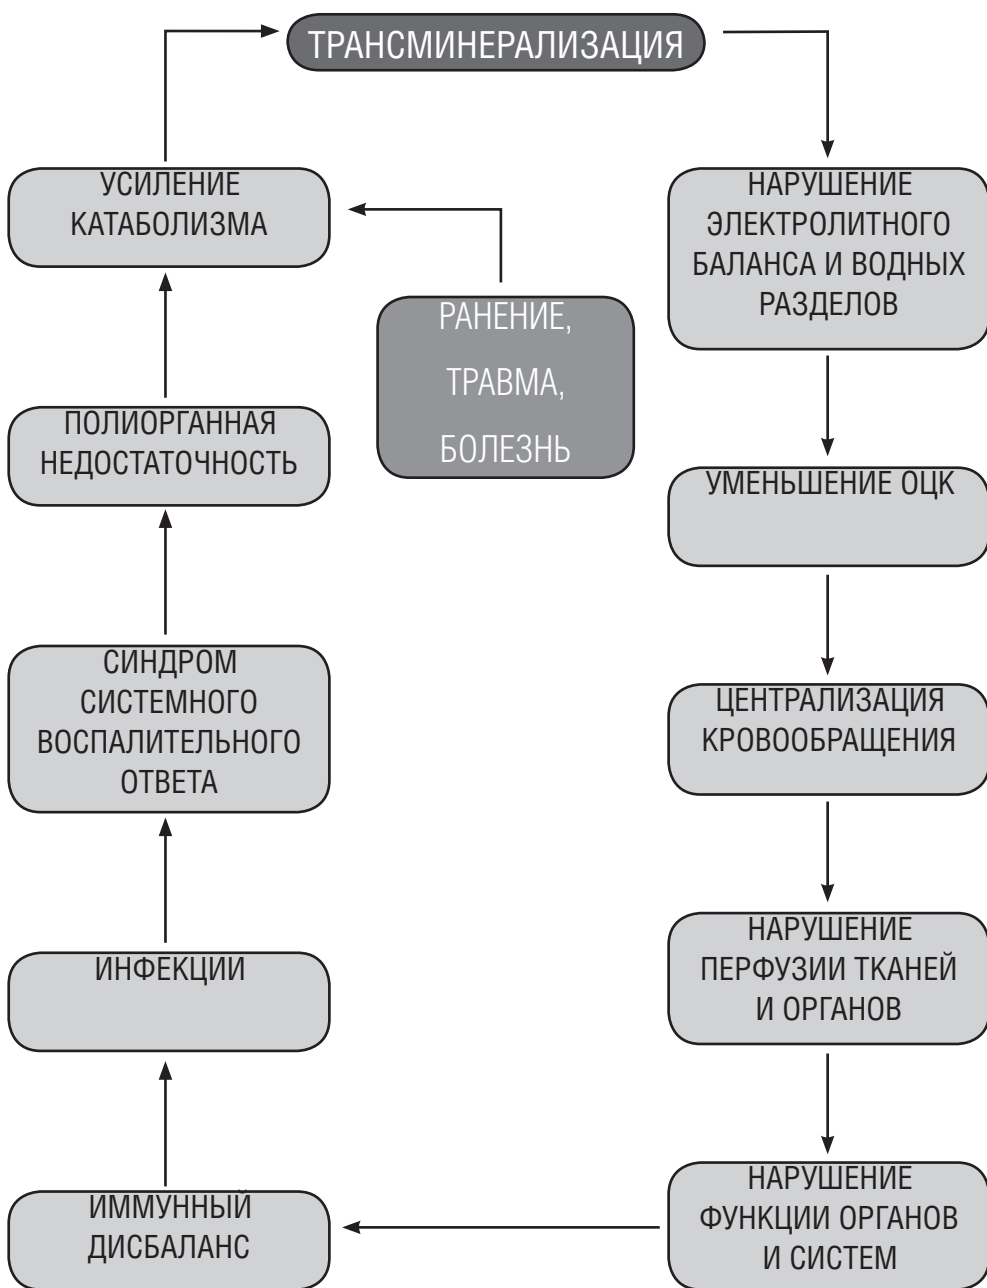 ТРАНСМИНЕРАЛИЗАЦИЯ
УСИЛЕНИЕ
КАТАБОЛИЗМА
НАРУШЕНИЕ
ЭЛЕКТРОЛИТНОГО
БАЛАНСА И ВОДНЫХ
РАЗДЕЛОВ
РАНЕНИЕ,
ТРАВМА,
БОЛЕЗНЬ
ПОЛИОРГАННАЯ
НЕДОСТАТОЧНОСТЬ
УМЕНЬШЕНИЕ ОЦК
СИНДРОМ
СИСТЕМНОГО
ВОСПАЛИТЕЛЬНОГО
ОТВЕТА
ЦЕНТРАЛИЗАЦИЯ
КРОВООБРАЩЕНИЯ
ИНФЕКЦИИ
НАРУШЕНИЕ
ПЕРФУЗИИ ТКАНЕЙ
И ОРГАНОВ
ИММУННЫЙ
ДИСБАЛАНС
НАРУШЕНИЕ
ФУНКЦИИ ОРГАНОВ
И СИСТЕМ